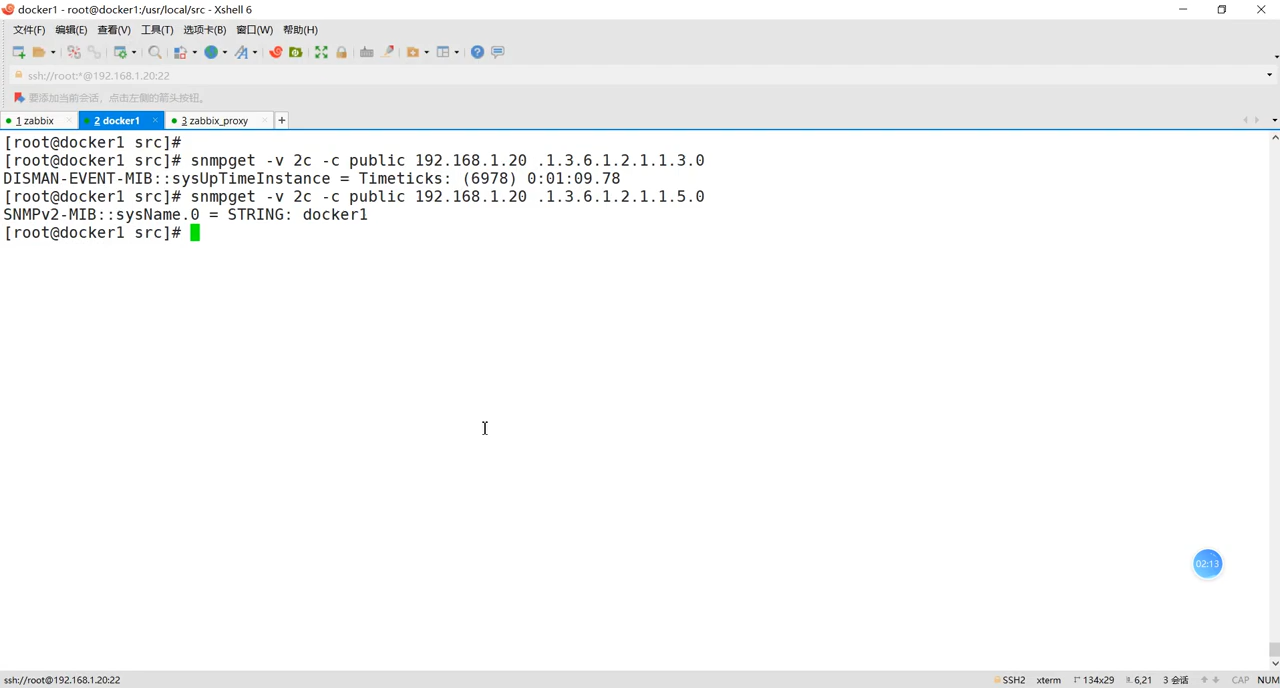 docker1 - root@docker1:/usr/local/src - Xshell 6
文件(F) 编辑(E) 查看(V) 工具(T) 选项卡(B) 窗口(W) 帮助(H)
ssh://root:*@192.168.1.20:22
要添加当前会话，点击左侧的箭头按钮。
1 zabbix × 2 docker1 × 3 zabbix_proxy × +
[root@docker1 src]#
[root@docker1 src]# snmpget -v 2c -c public 192.168.1.20 .1.3.6.1.2.1.1.3.0
DISMAN-EVENT-MIB::sysUpTimeInstance = Timeticks: (6978) 0:01:09.78
[root@docker1 src]# snmpget -v 2c -c public 192.168.1.20 .1.3.6.1.2.1.1.5.0
SNMPv2-MIB::sysName.0 = STRING: docker1
[root@docker1 src]#
02:13
ssh://root@192.168.1.20:22 SSH2 xterm 134x29 6,21 3 会话 CAP NUM